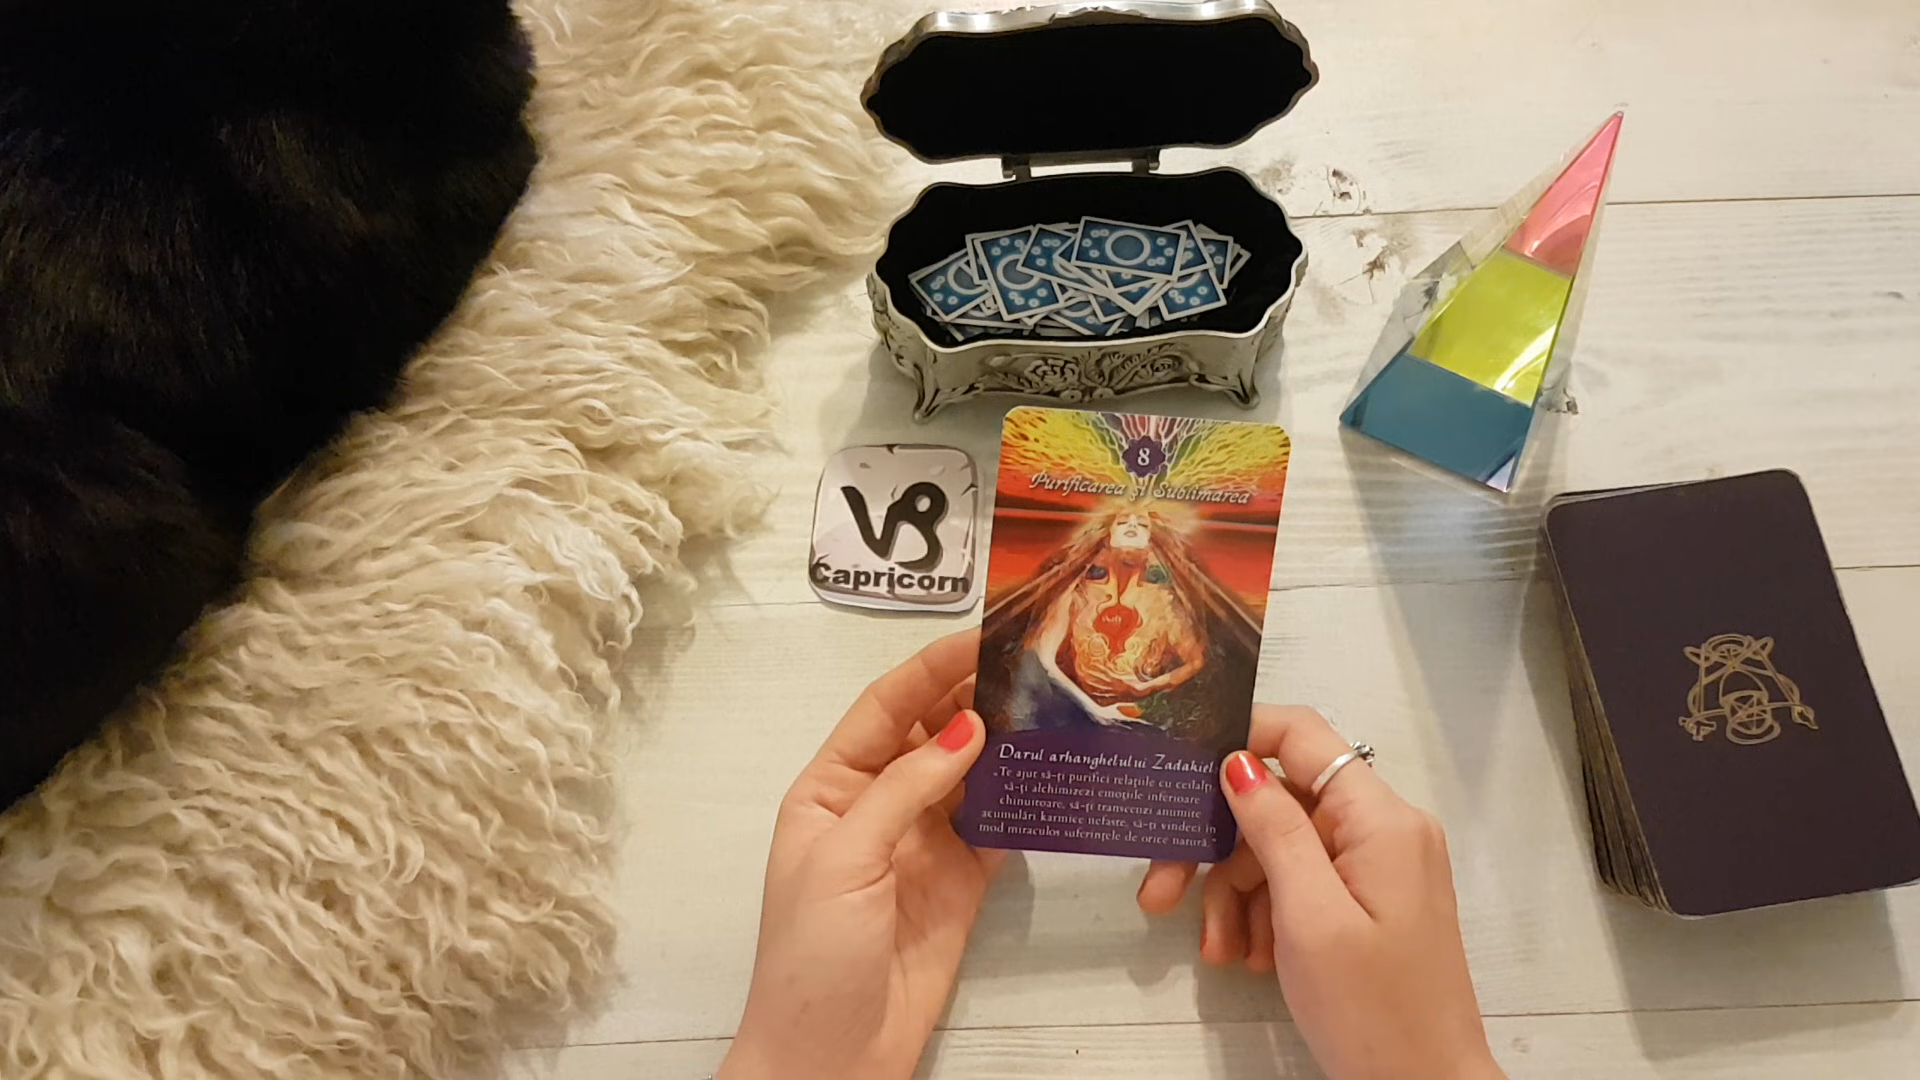 8
Purificarea și Sublimarea
Capricorn
Darul arhanghelului Zadakiel:
„Te ajut să-ți purifici relațiile cu ceilalți,
să-ți alchimizezi emoțiile inferioare
chinuitoare, să-ți transcenzi anumite
acumulări karmice nefaste, să-ți vindeci în
mod miraculos suferințele de orice natură.”